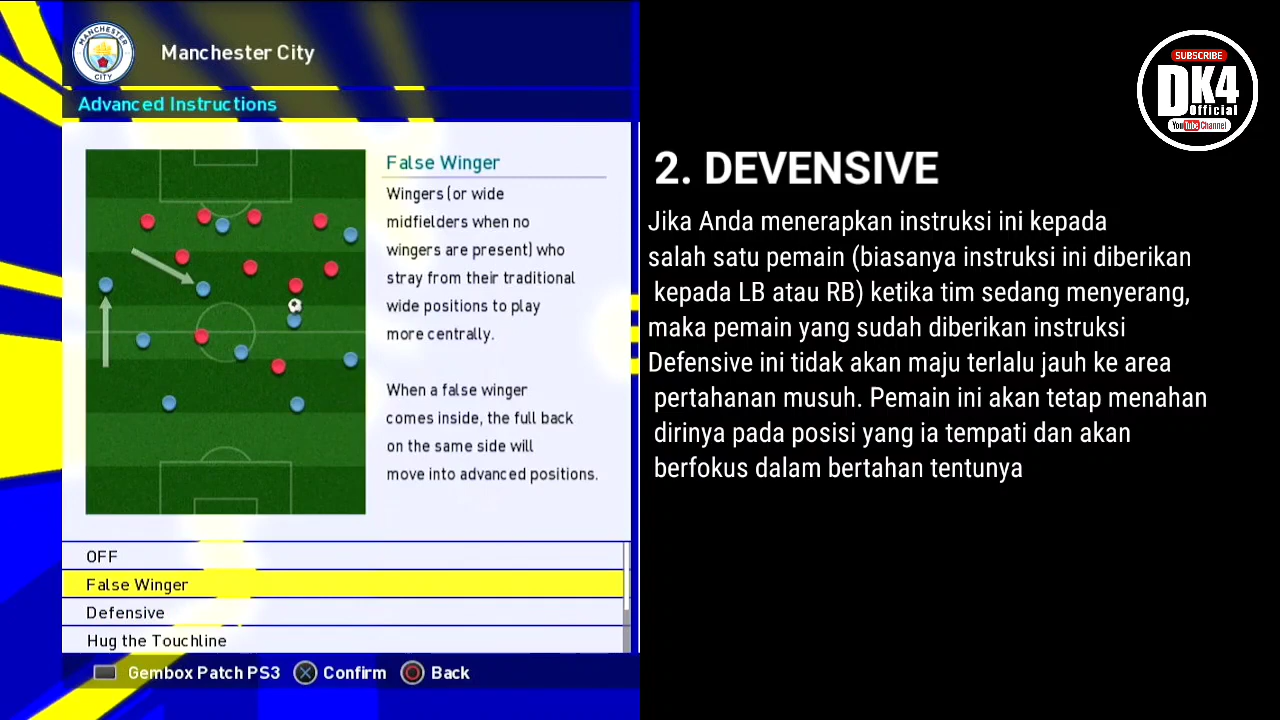 MANCHESTER
CITY
Manchester City
Advanced Instructions
False Winger
Wingers (or wide
midfielders when no
wingers are present) who
stray from their traditional
wide positions to play
more centrally.
When a false winger
comes inside, the full back
on the same side will
move into advanced positions.
OFF
False Winger
Defensive
Hug the Touchline
Gembox Patch PS3 Confirm Back
SUBSCRIBE
DK4
Official
YouTube Channel
2. DEVENSIVE
Jika Anda menerapkan instruksi ini kepada
salah satu pemain (biasanya instruksi ini diberikan
kepada LB atau RB) ketika tim sedang menyerang,
maka pemain yang sudah diberikan instruksi
Defensive ini tidak akan maju terlalu jauh ke area
pertahanan musuh. Pemain ini akan tetap menahan
dirinya pada posisi yang ia tempati dan akan
berfokus dalam bertahan tentunya